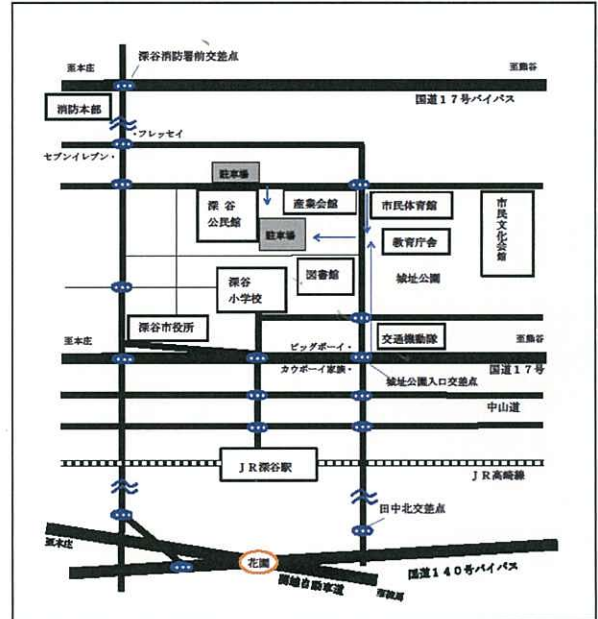 深谷消防署前交差点
至本庄
至熊谷
国道17号バイパス
消防本部
・フレッセイ
セブンイレブン・
駐車場
深谷
公民館
産業会館
市民体育館
市民文化会館
駐車場
教育庁舎
図書館
城址公園
深谷
小学校
深谷市役所
交通機動隊
至本庄
ビッグボーイ・
至熊谷
国道17号
カウボーイ家族・
城址公園入口交差点
中山道
JR深谷駅
JR高崎線
田中北交差点
至本庄
花園
関越自動車道
国道140号バイパス